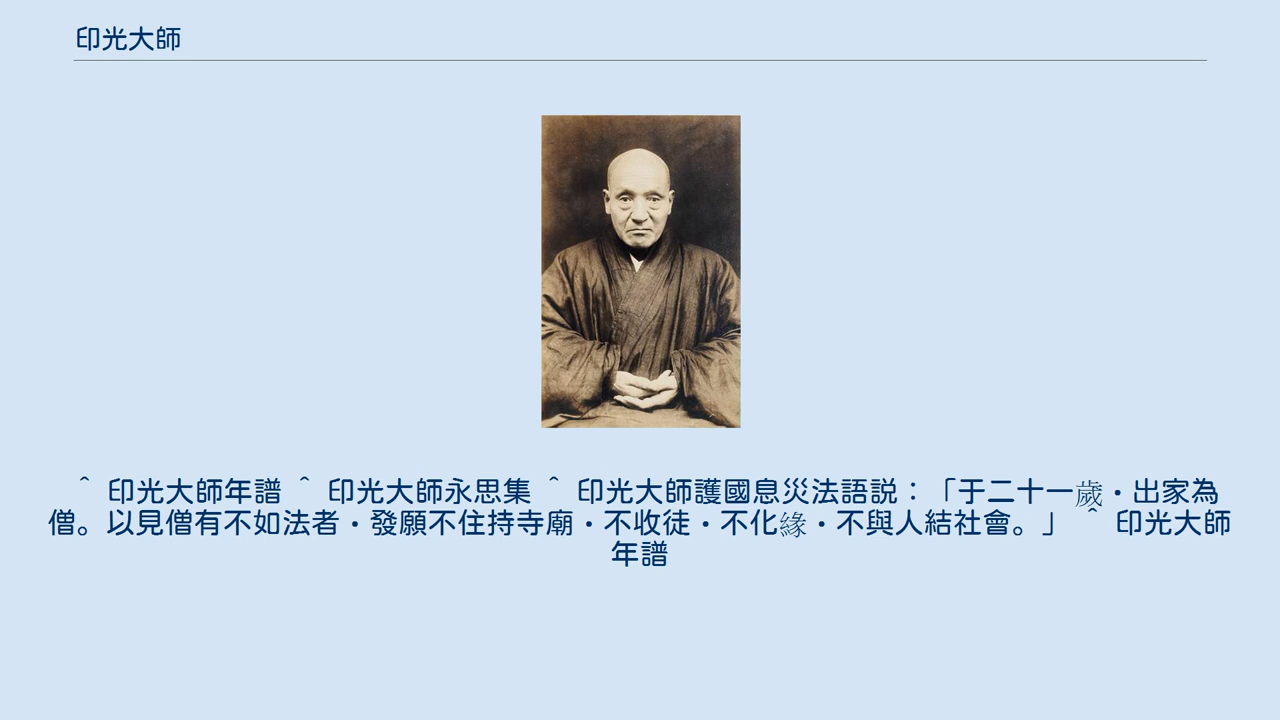 印光大師
＾ 印光大師年譜 ＾ 印光大師永思集 ＾ 印光大師護國息災法語説：「于二十一歲・出家為
僧。以見僧有不如法者・發願不住持寺廟・不收徒・不化緣・不與人結社會。」 ＾ 印光大師
年譜